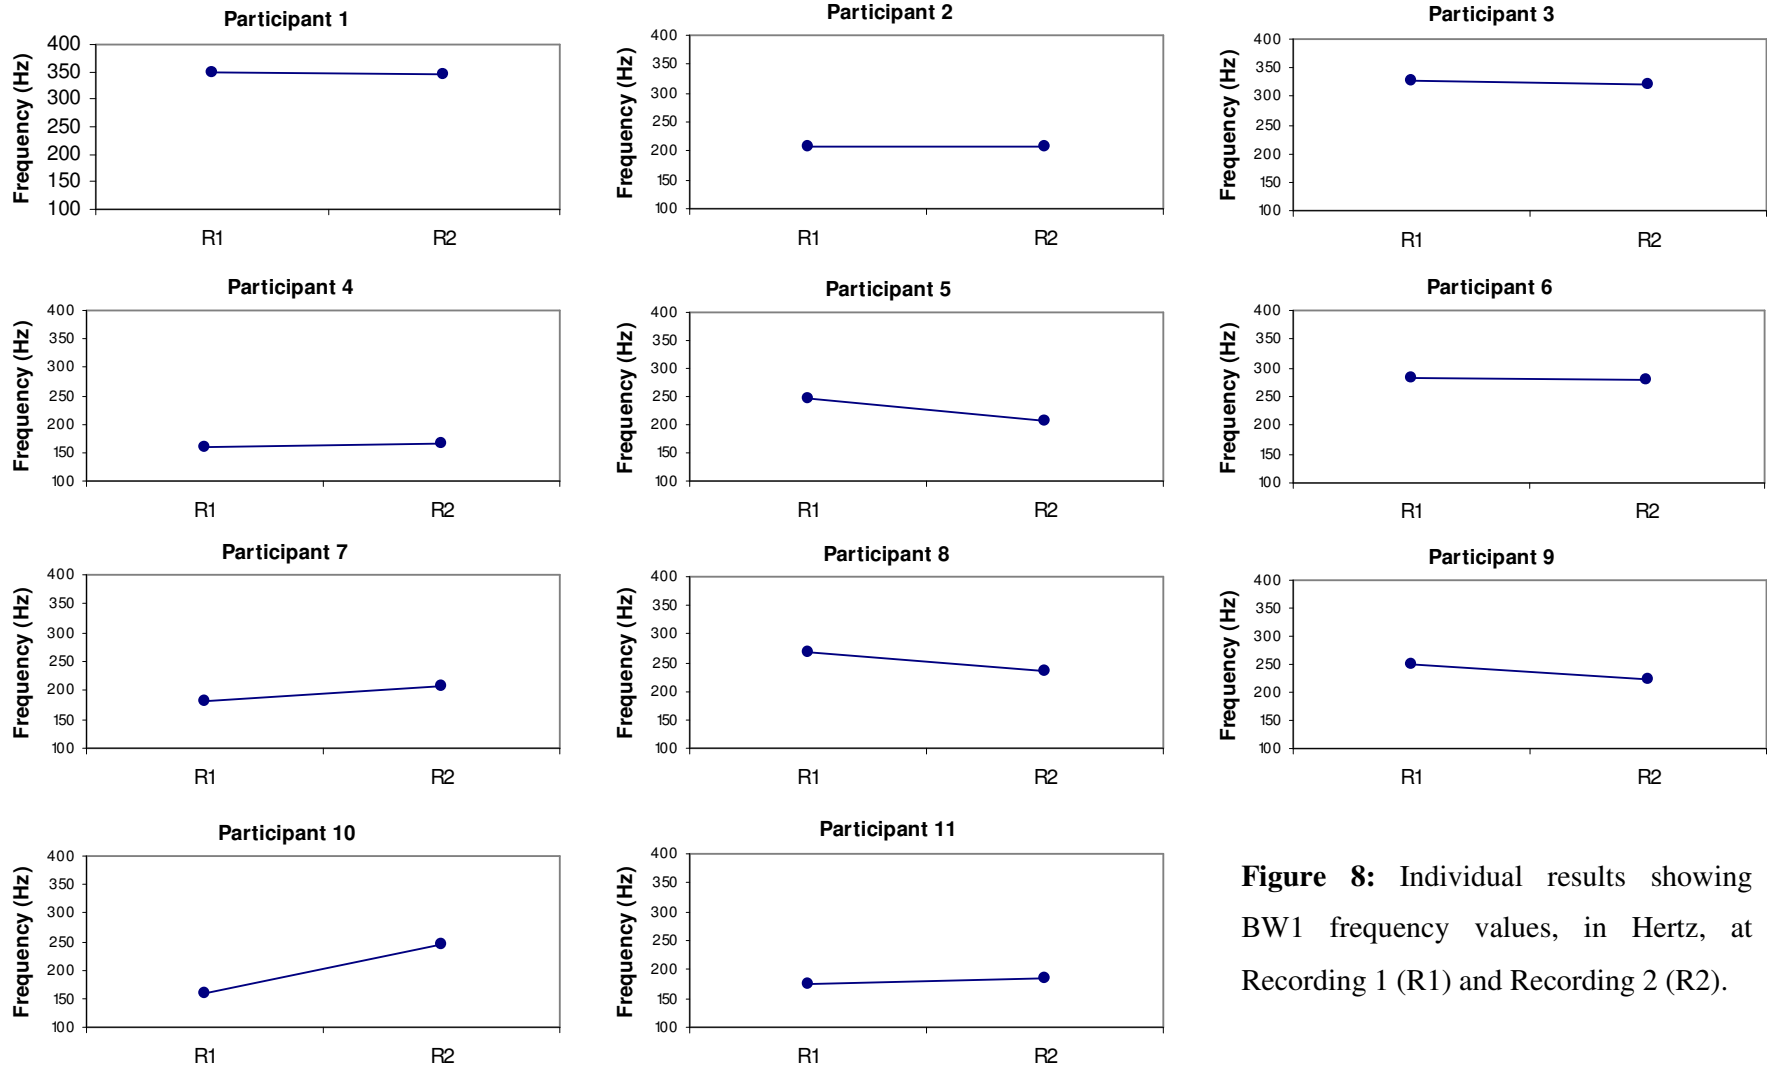 Participant 1
Frequency (Hz)
400
350
300
250
200
150
100
R1 R2
Participant 2
Frequency (Hz)
400
350
300
250
200
150
100
R1 R2
Participant 3
Frequency (Hz)
400
350
300
250
200
150
100
R1 R2
Participant 4
Frequency (Hz)
400
350
300
250
200
150
100
R1 R2
Participant 5
Frequency (Hz)
400
350
300
250
200
150
100
R1 R2
Participant 6
Frequency (Hz)
400
350
300
250
200
150
100
R1 R2
Participant 7
Frequency (Hz)
400
350
300
250
200
150
100
R1 R2
Participant 8
Frequency (Hz)
400
350
300
250
200
150
100
R1 R2
Participant 9
Frequency (Hz)
400
350
300
250
200
150
100
R1 R2
Participant 10
Frequency (Hz)
400
350
300
250
200
150
100
R1 R2
Participant 11
Frequency (Hz)
400
350
300
250
200
150
100
R1 R2
Figure 8: Individual results showing
BW1 frequency values, in Hertz, at
Recording 1 (R1) and Recording 2 (R2).